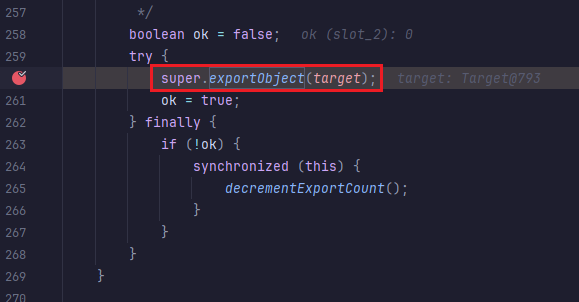 257 */
258 boolean ok = false; ok (slot_2): 0
259 try {
super.exportObject(target); target: Target@793
261 ok = true;
262 } finally {
263 if (!ok) {
264 synchronized (this) {
265 decrementExportCount();
266 }
267 }
268 }
269 }
270